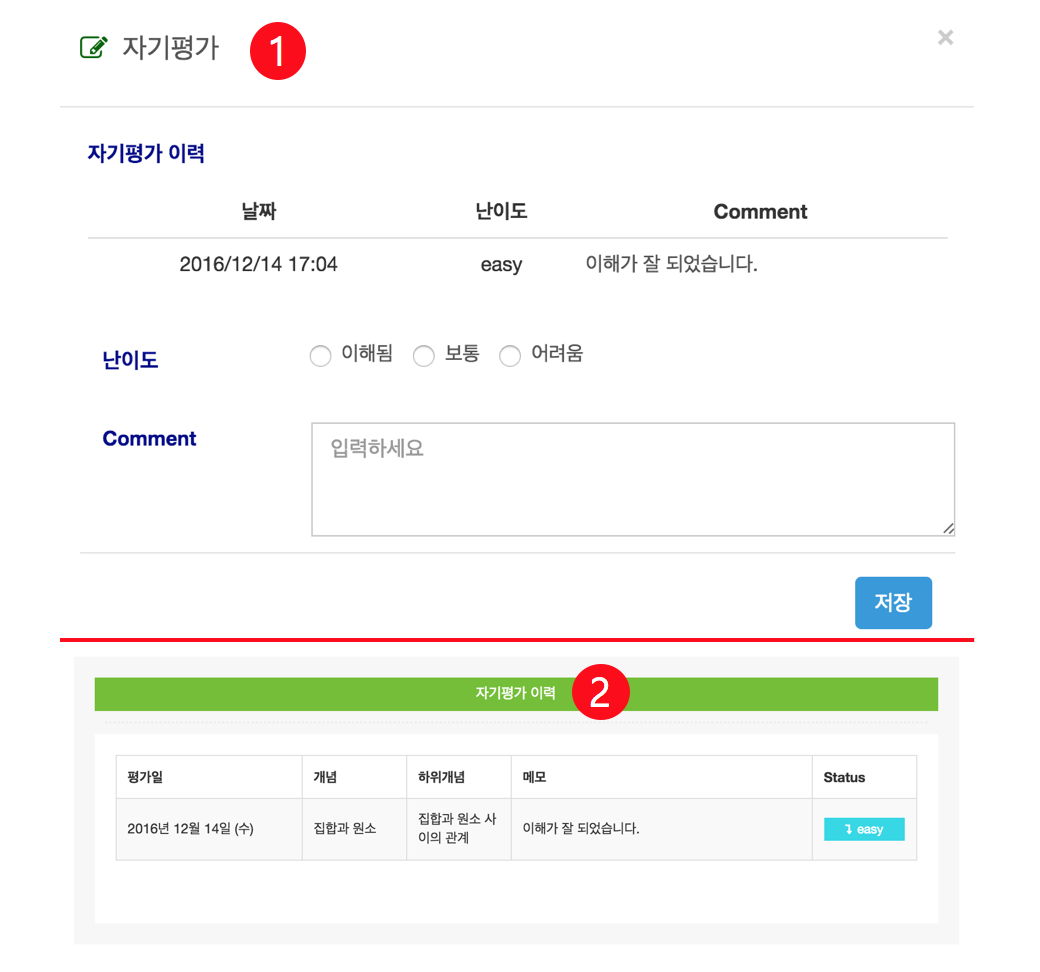 자기평가 1
×
자기평가 이력
날짜 난이도 Comment
2016/12/14 17:04 easy 이해가 잘 되었습니다.
난이도 이해됨 보통 어려움
Comment 입력하세요
저장
자기평가 이력 2
평가일 개념 하위개념 메모 Status
2016년 12월 14일 (수) 집합과 원소 집합과 원소 사 이해가 잘 되었습니다. easy
이의 관계